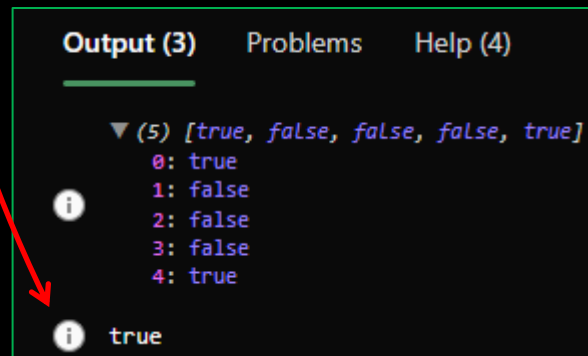 Output (3) Problems Help (4)
▼ (5) [true, false, false, false, true]
0: true
1: false
2: false
3: false
4: true
true